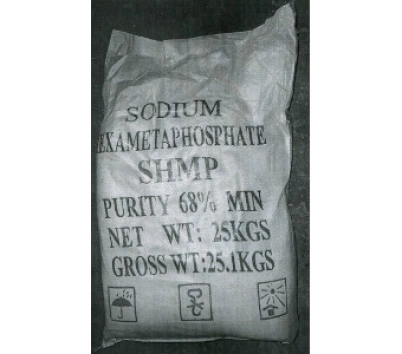 SODIUM
EXAMETAPHOSPHATE
SHMP
PURITY 68% MIN
NET WT: 25KGS
GROSS WT:25.1KGS